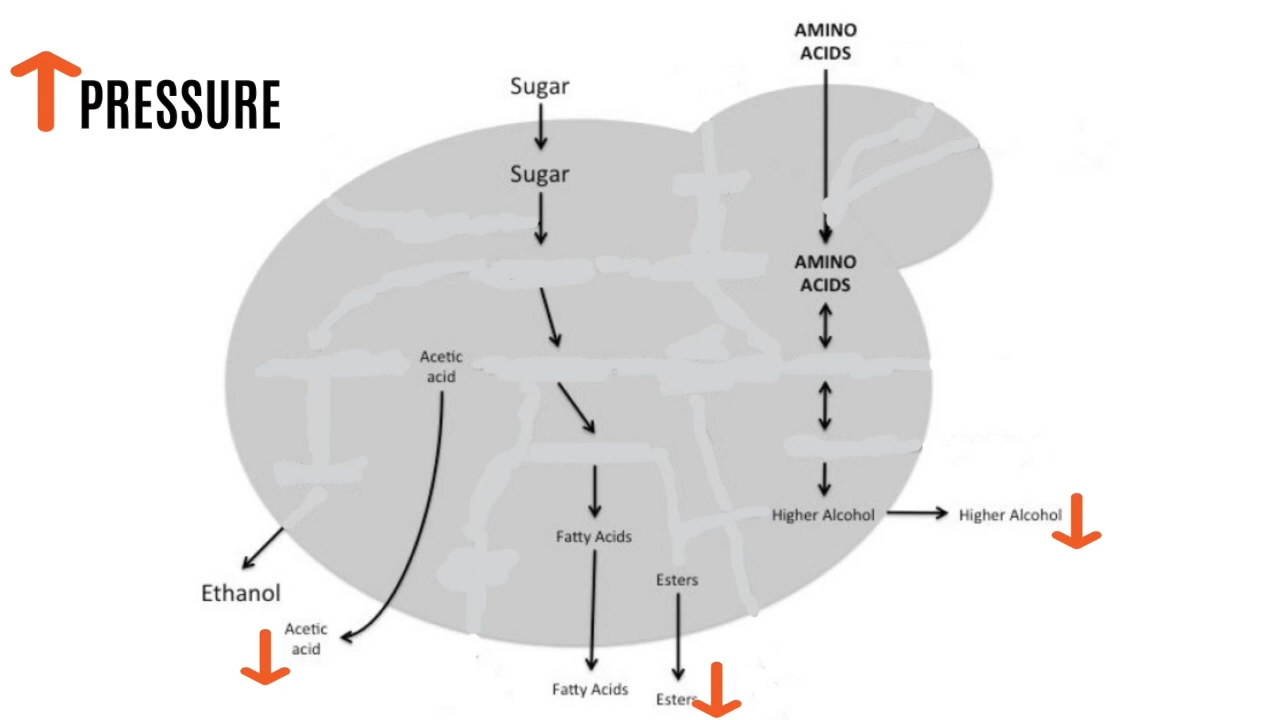 PRESSURE
AMINO
ACIDS
Sugar
Sugar
AMINO
ACIDS
Acetic
acid
Higher Alcohol
Higher Alcohol
Fatty Acids
Esters
Ethanol
Acetic
acid
Fatty Acids
Esters